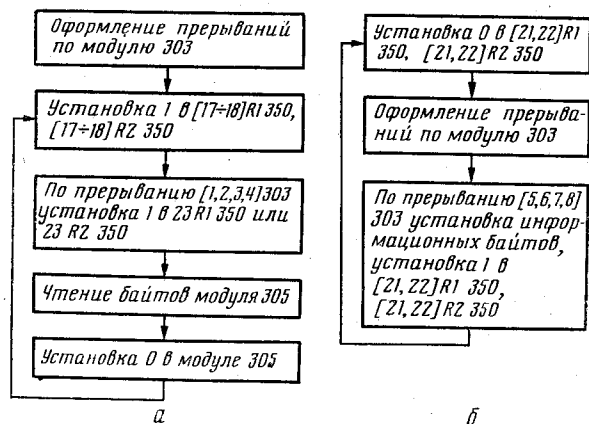 Оформление прерываний
по модулю 303
Установка 1 в [17÷18]R1 350,
[17÷18] R2 350
По прерыванию [1,2,3,4]303
установка 1 в 23 R1 350 или
23 R2 350
Чтение байтов модуля 305
Установка 0 в модуле 305
а
Установка 0 в [21,22]R1
350, [21,22] R2 350
Оформление прерыва-
ний по модулю 303
По прерыванию [5,6,7,8]
303 установка инфор-
мационных байтов,
установка 1 в
[21,22] R1 350,
[21,22] R2 350
б